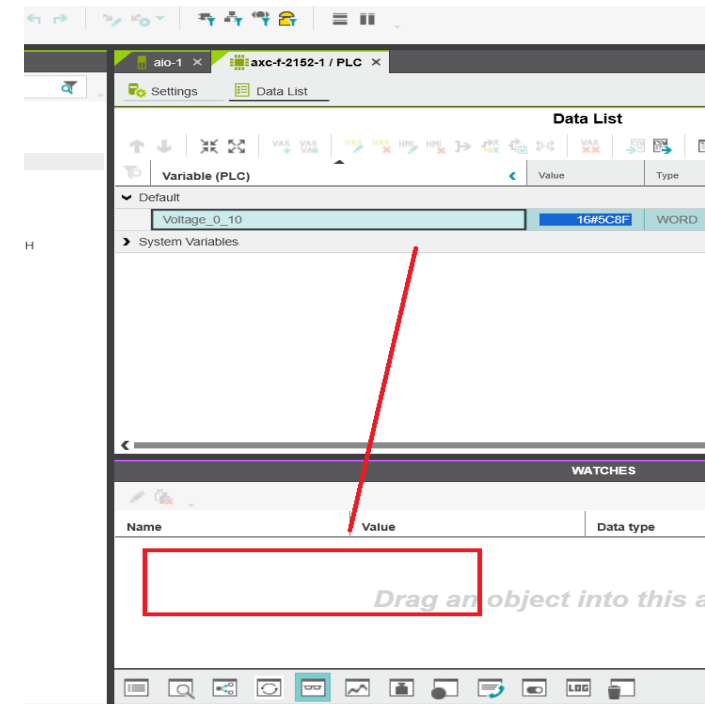 aio-1 × axc-f-2152-1 / PLC ×
Settings Data List
Data List
Variable (PLC) Value Type
Default
Voltage_0_10 16#5C8F WORD
H
System Variables
WATCHES
Name Value Data type
Drag an object into this a
LOG